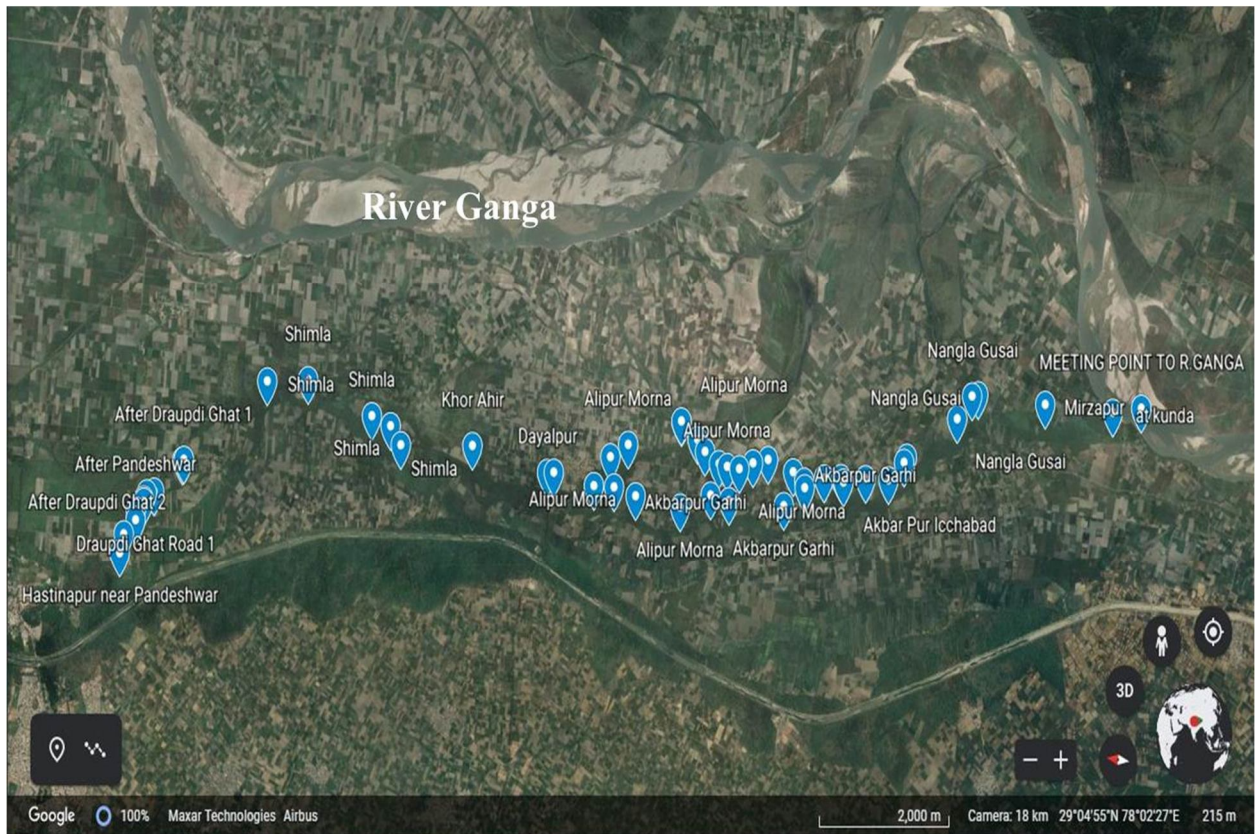 River Ganga
Shimla
Shimla
Shimla
Nangla Gusai
MEETING POINT TO R.GANGA
After Draupdi Ghat 1
Khor Ahir
Alipur Morna
Alipur Morna
Nangla Gusai
Mirzapur
at kunda
Shimla
Shimla
Dayalpur
Alipur Morna
Nangla Gusai
After Pandeshwar
After Draupdi Ghat 2
Alipur Morna
Akbarpur Garhi
Alipur Morna
Akbarpur Garhi
Akbar Pur Icchabad
Draupdi Ghat Road 1
Alipur Morna
Akbarpur Garhi
Hastinapur near Pandeshwar
3D
Google
100%
Maxar Technologies Airbus
2,000 m
Camera: 18 km
29°04'55"N 78°02'27"E
215 m